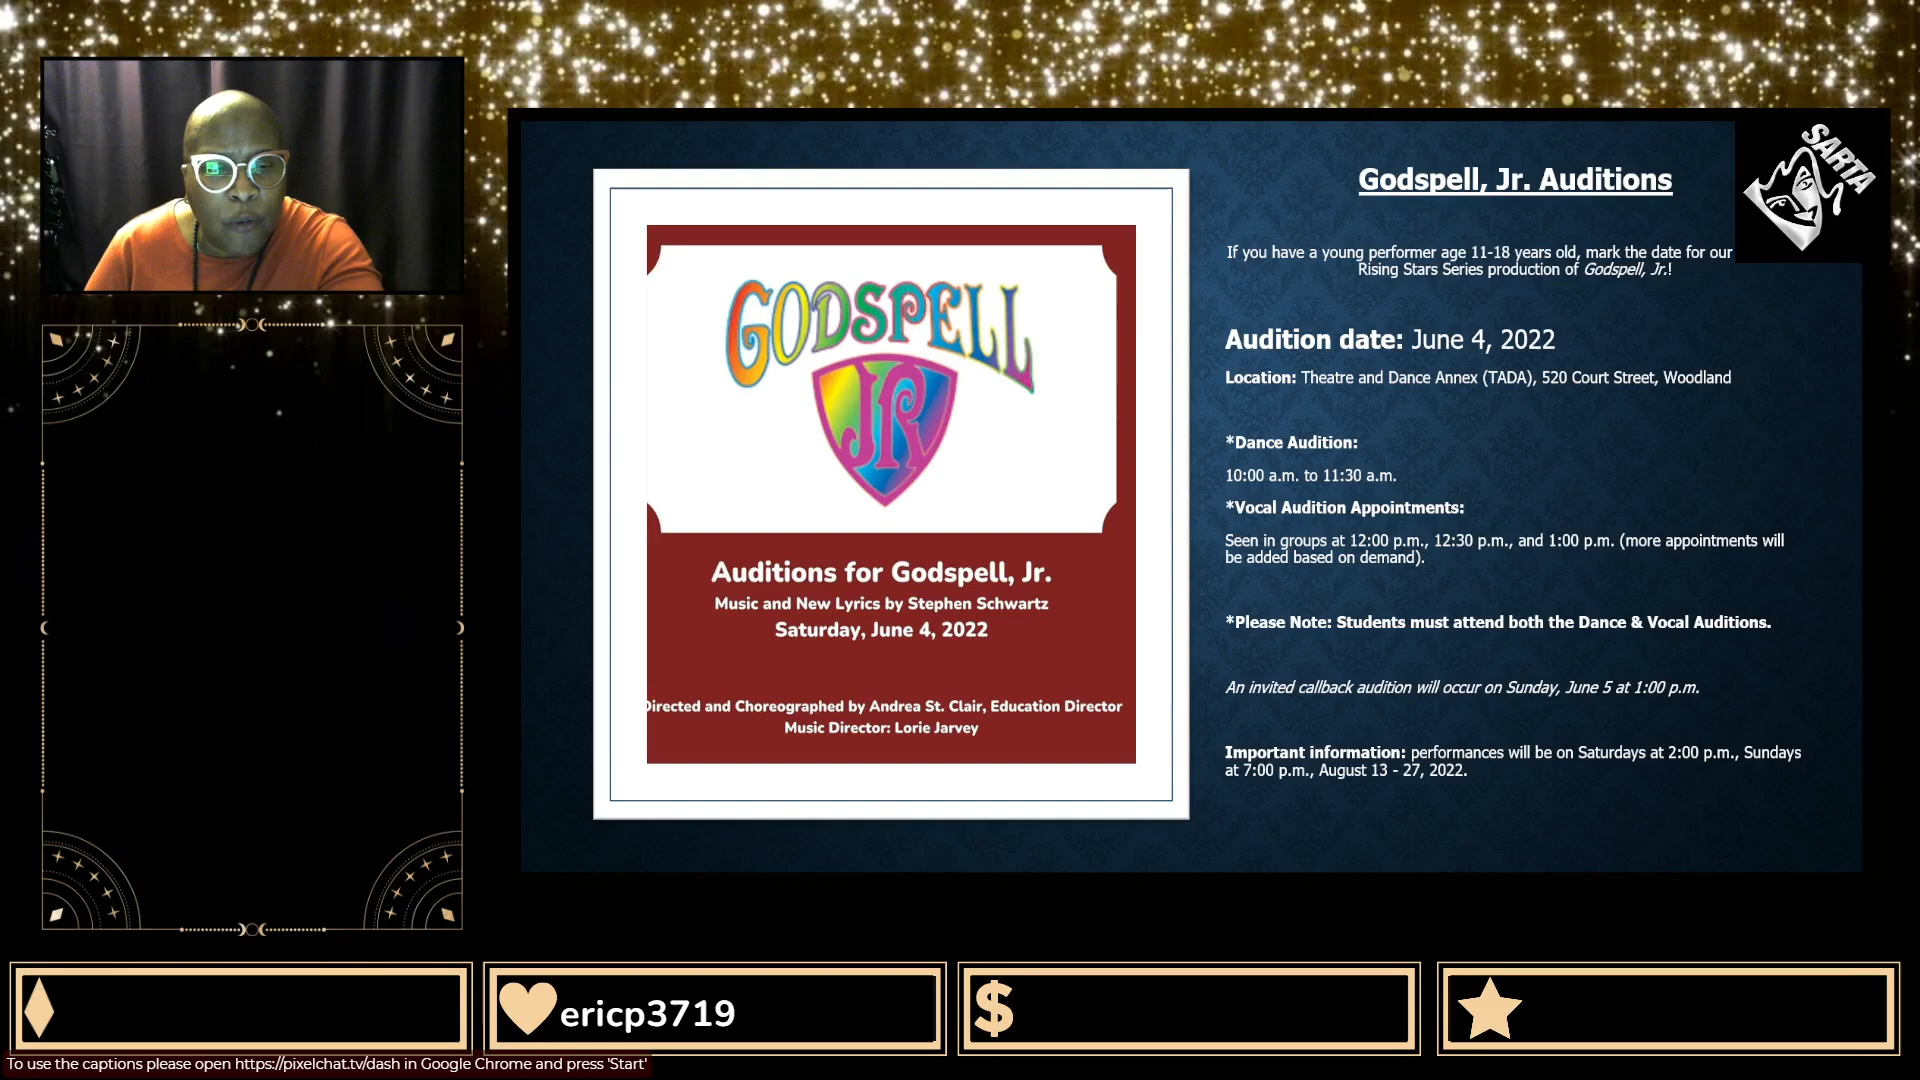 SARTA
GODSPELL
JR
Auditions for Godspell, Jr.
Music and New Lyrics by Stephen Schwartz
Saturday, June 4, 2022
Directed and Choreographed by Andrea St. Clair, Education Director
Music Director: Lorie Jarvey
Godspell, Jr. Auditions
If you have a young performer age 11-18 years old, mark the date for our
Rising Stars Series production of Godspell, Jr.!
Audition date: June 4, 2022
Location: Theatre and Dance Annex (TADA), 520 Court Street, Woodland
*Dance Audition:
10:00 a.m. to 11:30 a.m.
*Vocal Audition Appointments:
Seen in groups at 12:00 p.m., 12:30 p.m., and 1:00 p.m. (more appointments will
be added based on demand).
*Please Note: Students must attend both the Dance & Vocal Auditions.
An invited callback audition will occur on Sunday, June 5 at 1:00 p.m.
Important information: performances will be on Saturdays at 2:00 p.m., Sundays
at 7:00 p.m., August 13 - 27, 2022.
ericp3719
$
To use the captions please open https://pixelchat.tv/dash in Google Chrome and press 'Start'